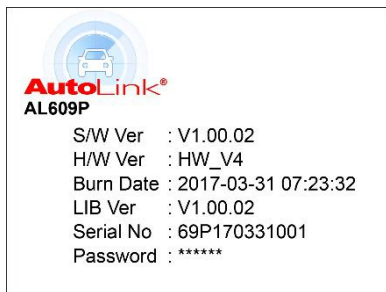 AutoLink®
AL609P
S/W Ver : V1.00.02
H/W Ver : HW_V4
Burn Date : 2017-03-31 07:23:32
LIB Ver : V1.00.02
Serial No : 69P170331001
Password : ******